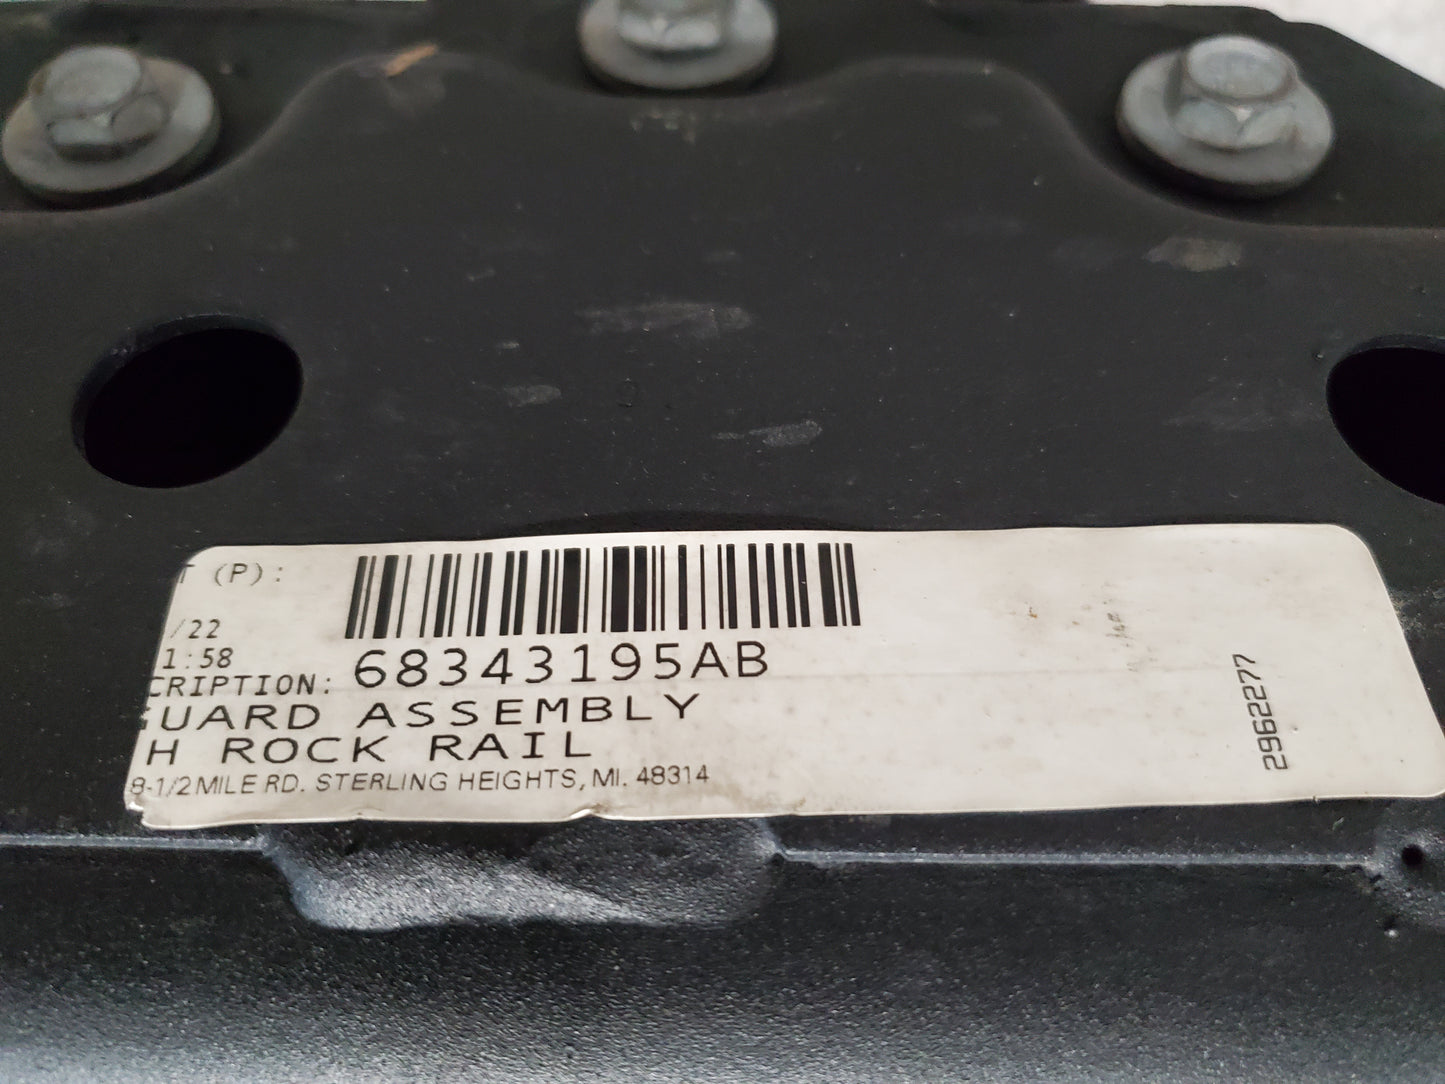 T (P):
/22
1:58
CRIPTION: 68343195AB
GUARD ASSEMBLY
H ROCK RAIL
8-1/2 MILE RD. STERLING HEIGHTS, MI. 48314
2962277